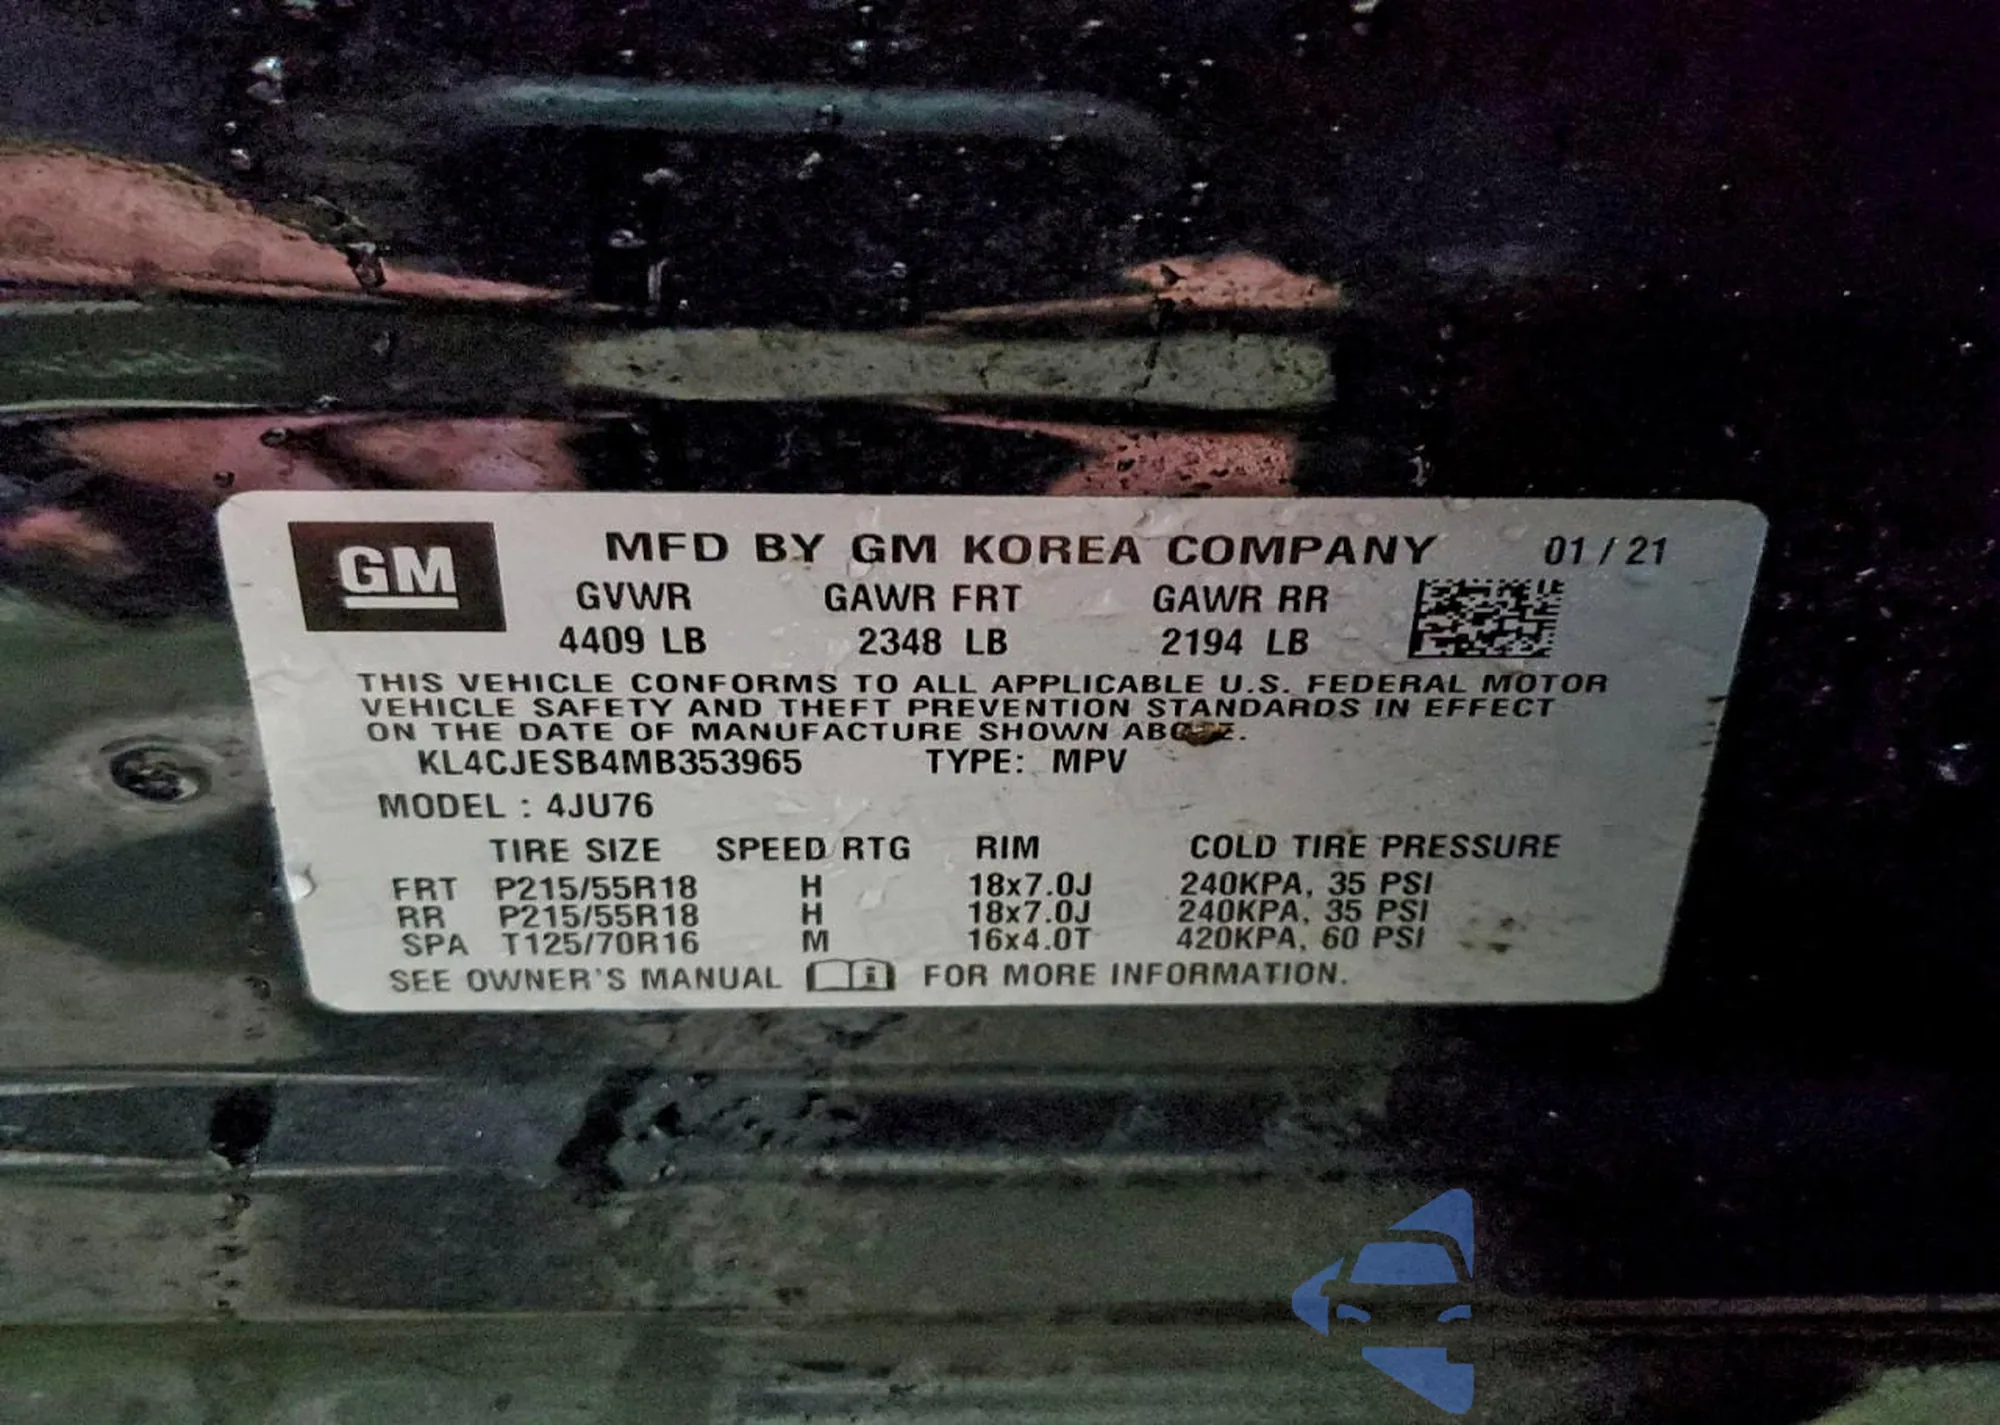 GM MFD BY GM KOREA COMPANY 01 / 21
GVWR GAWR FRT GAWR RR
4409 LB 2348 LB 2194 LB
THIS VEHICLE CONFORMS TO ALL APPLICABLE U.S. FEDERAL MOTOR
VEHICLE SAFETY AND THEFT PREVENTION STANDARDS IN EFFECT
ON THE DATE OF MANUFACTURE SHOWN ABOVE.
KL4CJESB4MB353965 TYPE: MPV
MODEL : 4JU76
TIRE SIZE SPEED RTG RIM COLD TIRE PRESSURE
FRT P215/55R18 H 18x7.0J 240KPA, 35 PSI
RR P215/55R18 H 18x7.0J 240KPA, 35 PSI
SPA T125/70R16 M 16x4.0T 420KPA, 60 PSI
SEE OWNER'S MANUAL FOR MORE INFORMATION.